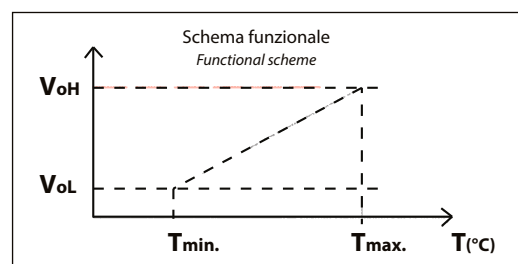 Schema funzionale
Functional scheme
VoH
VoL
Tmin.
Tmax.
T(°C)